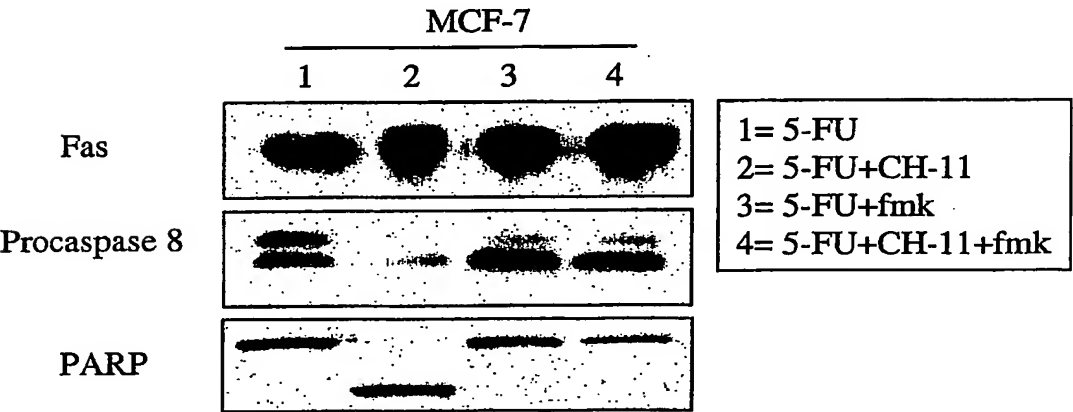 MCF-7
1 2 3 4
Fas
Procaspase 8
PARP
1= 5-FU
2= 5-FU+CH-11
3= 5-FU+fmk
4= 5-FU+CH-11+fmk